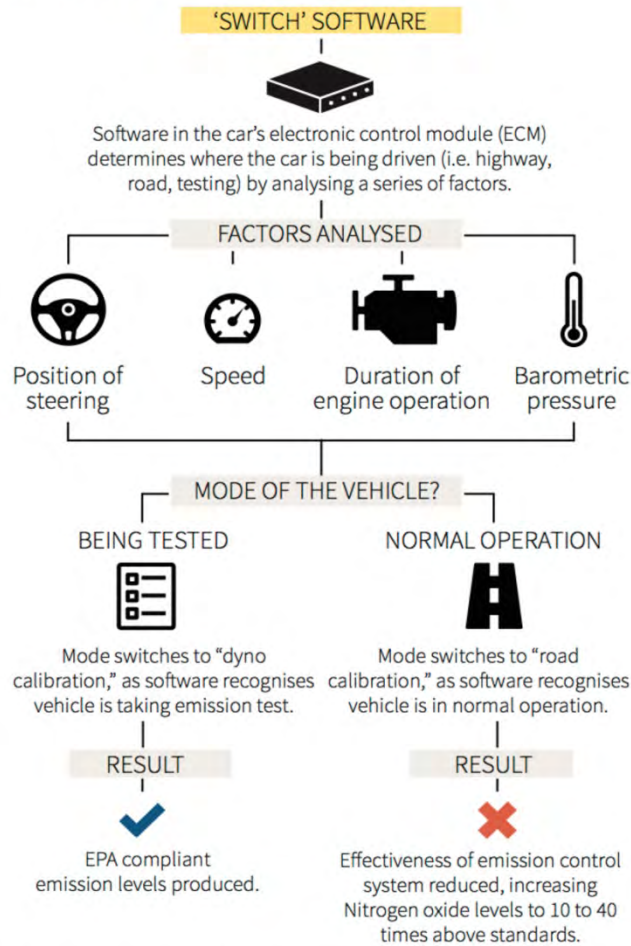 'SWITCH' SOFTWARE
Software in the car's electronic control module (ECM)
determines where the car is being driven (i.e. highway,
road, testing) by analysing a series of factors.
FACTORS ANALYSED
Position of
steering
Speed
Duration of
engine operation
Barometric
pressure
MODE OF THE VEHICLE?
BEING TESTED
Mode switches to “dyno
calibration,” as software recognises
vehicle is taking emission test.
RESULT
EPA compliant
emission levels produced.
NORMAL OPERATION
Mode switches to “road
calibration,” as software recognises
vehicle is in normal operation.
RESULT
Effectiveness of emission control
system reduced, increasing
Nitrogen oxide levels to 10 to 40
times above standards.